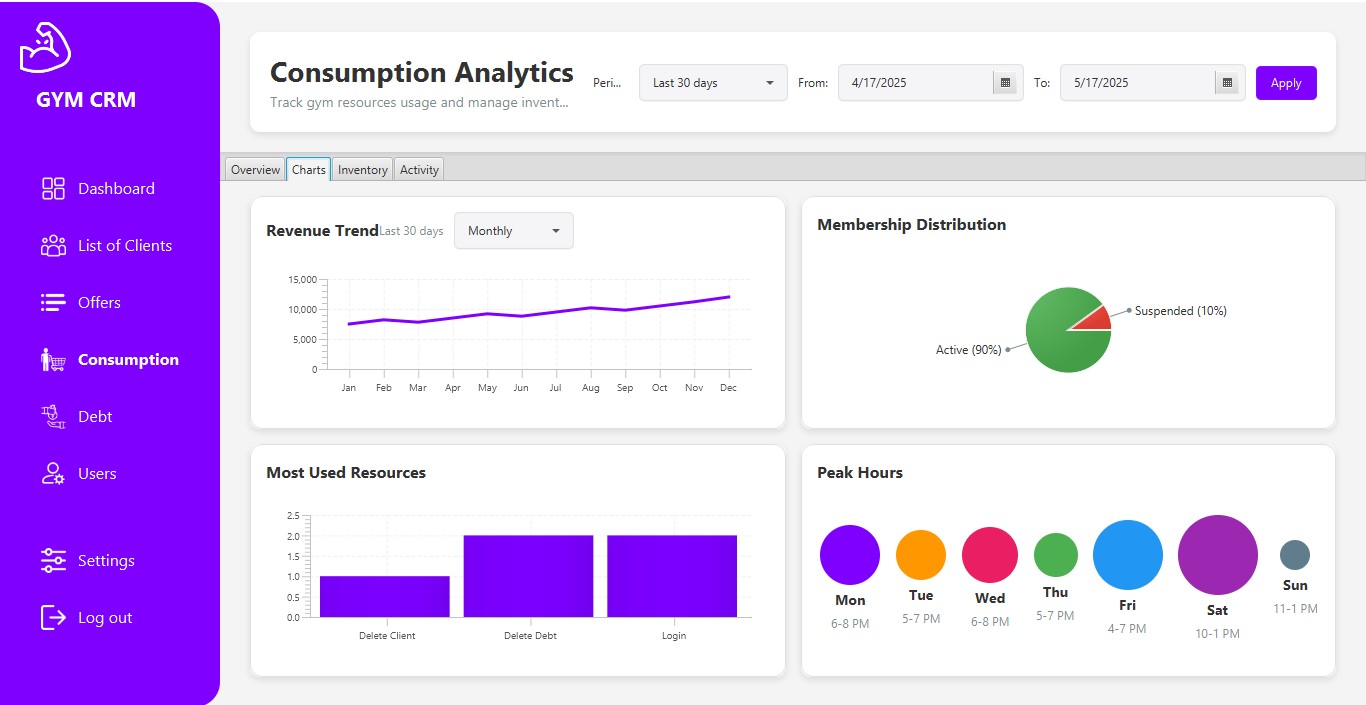 GYM CRM
Dashboard
List of Clients
Offers
Consumption
Debt
Users
Settings
Log out
Consumption Analytics
Track gym resources usage and manage invent...
Peri...
Last 30 days
From:
4/17/2025
To:
5/17/2025
Apply
Overview Charts Inventory Activity
Revenue Trend Last 30 days Monthly
15,000
10,000
5,000
0
Jan Feb Mar Apr May Jun Jul Aug Sep Oct Nov Dec
Membership Distribution
Suspended (10%)
Active (90%)
Most Used Resources
2.5
2.0
1.5
1.0
0.5
0.0
Delete Client Delete Debt Login
Peak Hours
Mon
6-8 PM
Tue
5-7 PM
Wed
6-8 PM
Thu
5-7 PM
Fri
4-7 PM
Sat
10-1 PM
Sun
11-1 PM